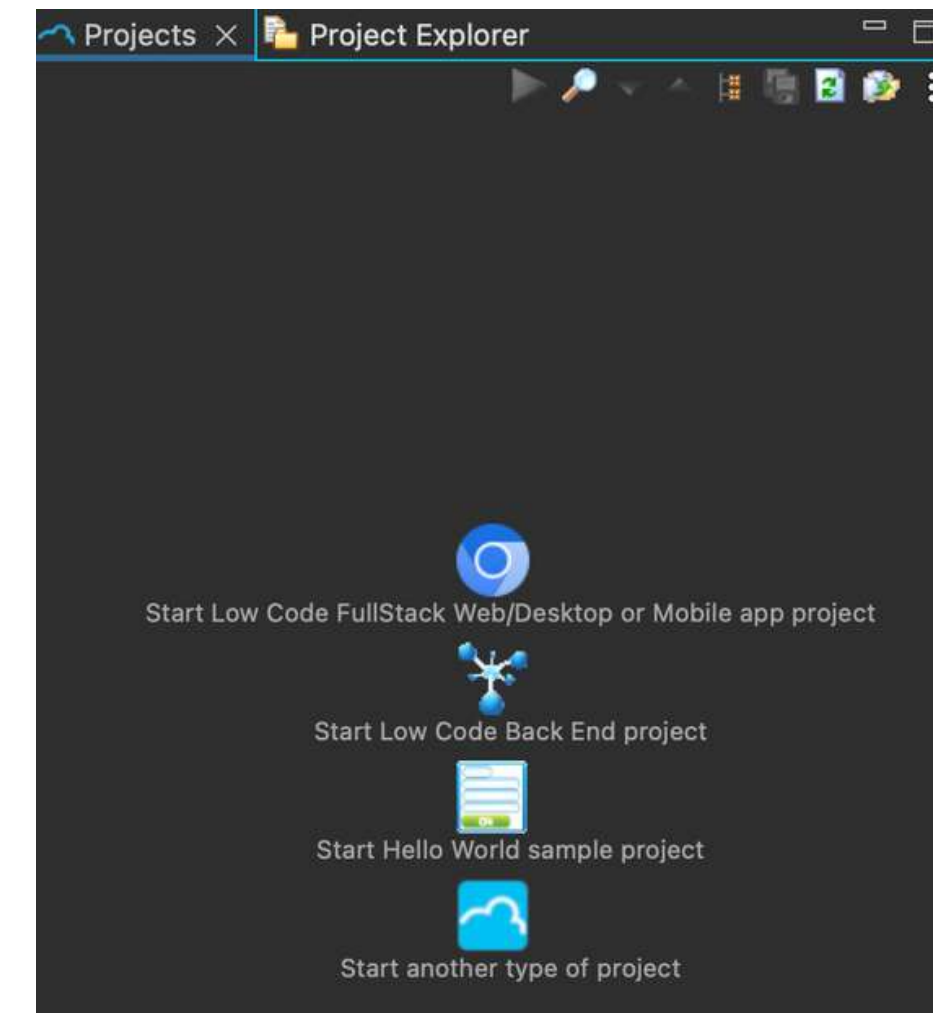 Projects
Project Explorer
Start Low Code FullStack Web/Desktop or Mobile app project
Start Low Code Back End project
Start Hello World sample project
Start another type of project